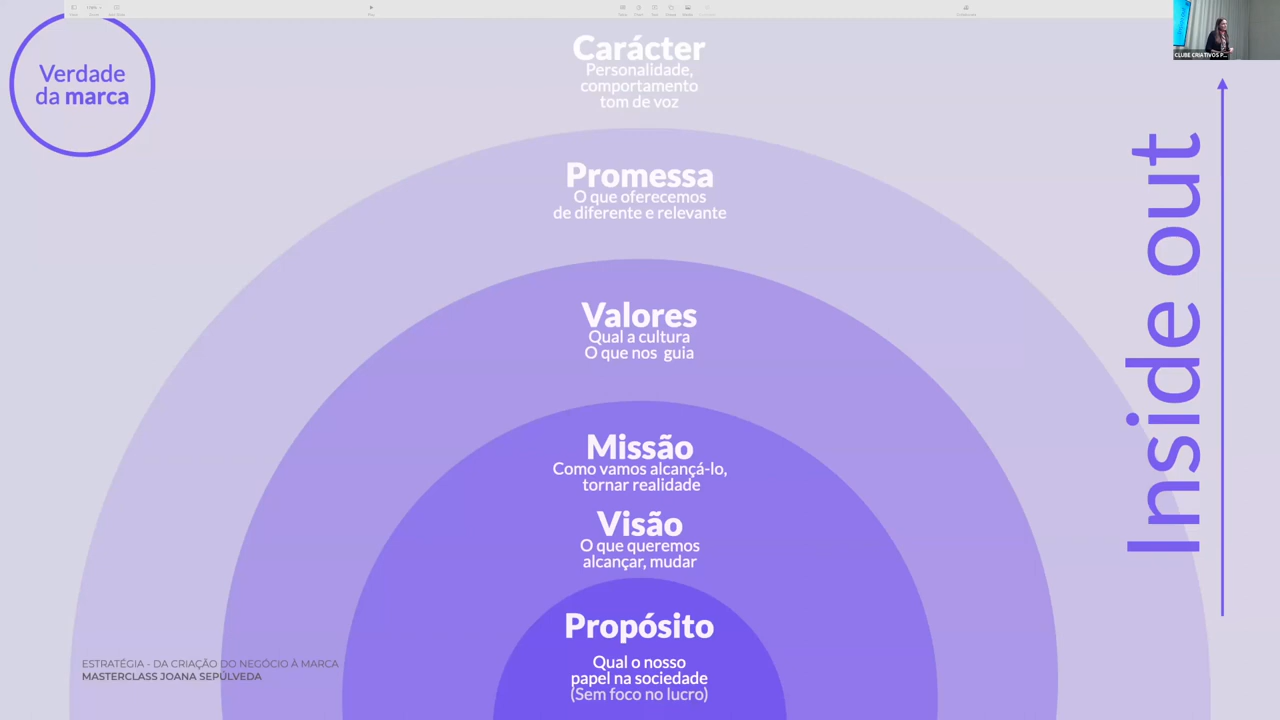 Verdade
da marca
Carácter
Personalidade,
comportamento
tom de voz
CLUBE CRIATIVOS P...
Promessa
O que oferecemos
de diferente e relevante
Valores
Qual a cultura
O que nos guia
Missão
Como vamos alcançá-lo,
tornar realidade
Visão
O que queremos
alcançar, mudar
Propósito
Qual o nosso
papel na sociedade
(Sem foco no lucro)
Inside out
ESTRATÉGIA - DA CRIAÇÃO DO NEGÓCIO À MARCA
MASTERCLASS JOANA SEPÚLVEDA